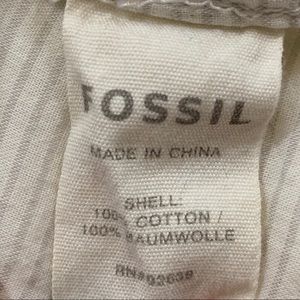 FOSSIL
MADE IN CHINA
SHELL:
100% COTTON /
100% BAUMWOLLE